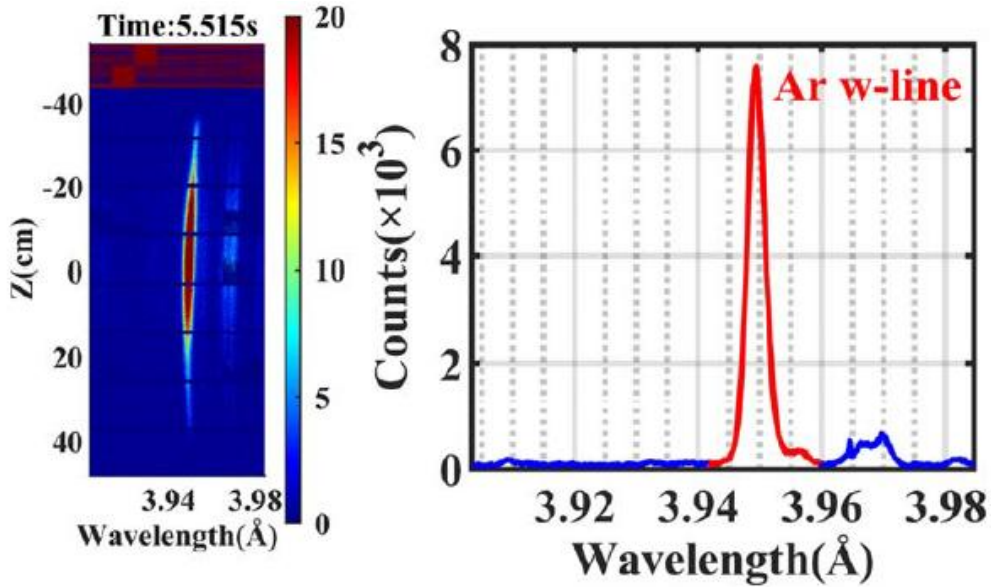 Time:5.515s
Z(cm)
-40
-20
0
20
40
3.94 3.98
Wavelength(Å)
20
15
10
5
0
Counts(×10³)
8
6
4
2
0
Ar w-line
3.92 3.94 3.96 3.98
Wavelength(Å)